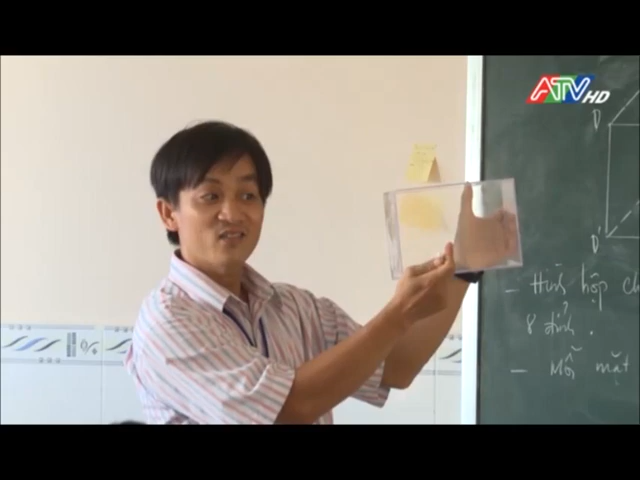 ATV HD
D
D'
- Hình hộp ch
8 đỉnh.
- Mỗi mặt